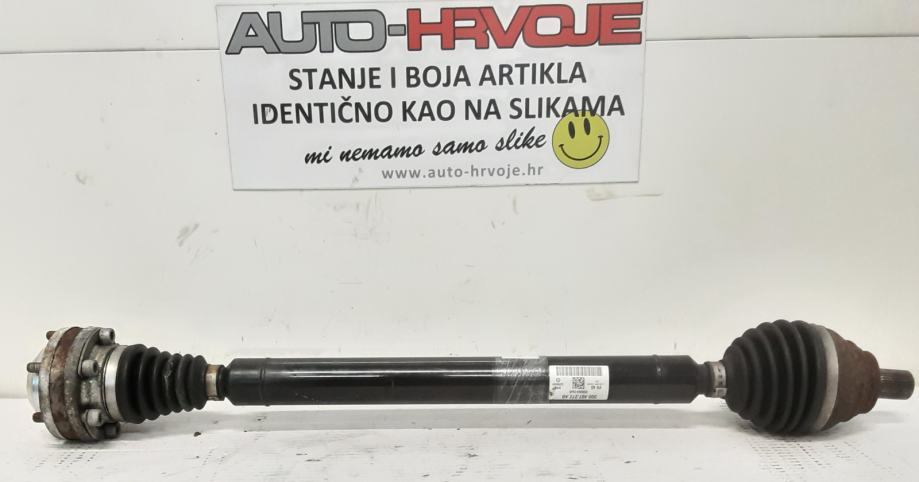 AUTO-HRVOJE
STANJE I BOJA ARTIKLA
IDENTIČNO KAO NA SLIKAMA
mi nemamo samo slike
www.auto-hrvoje.hr